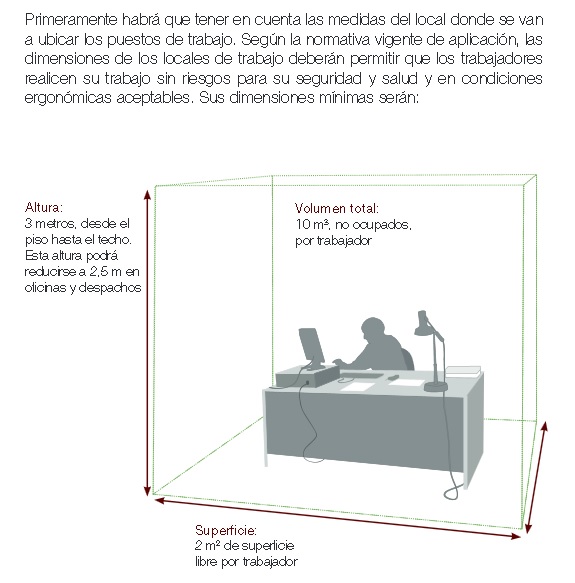 Primeramente habrá que tener en cuenta las medidas del local donde se van
a ubicar los puestos de trabajo. Según la normativa vigente de aplicación, las
dimensiones de los locales de trabajo deberán permitir que los trabajadores
realicen su trabajo sin riesgos para su seguridad y salud y en condiciones
ergonómicas aceptables. Sus dimensiones mínimas serán:
Altura:
3 metros, desde el
piso hasta el techo.
Esta altura podrá
reducirse a 2,5 m en
oficinas y despachos
Volumen total:
10 m³, no ocupados,
por trabajador
Superficie:
2 m² de superficie
libre por trabajador